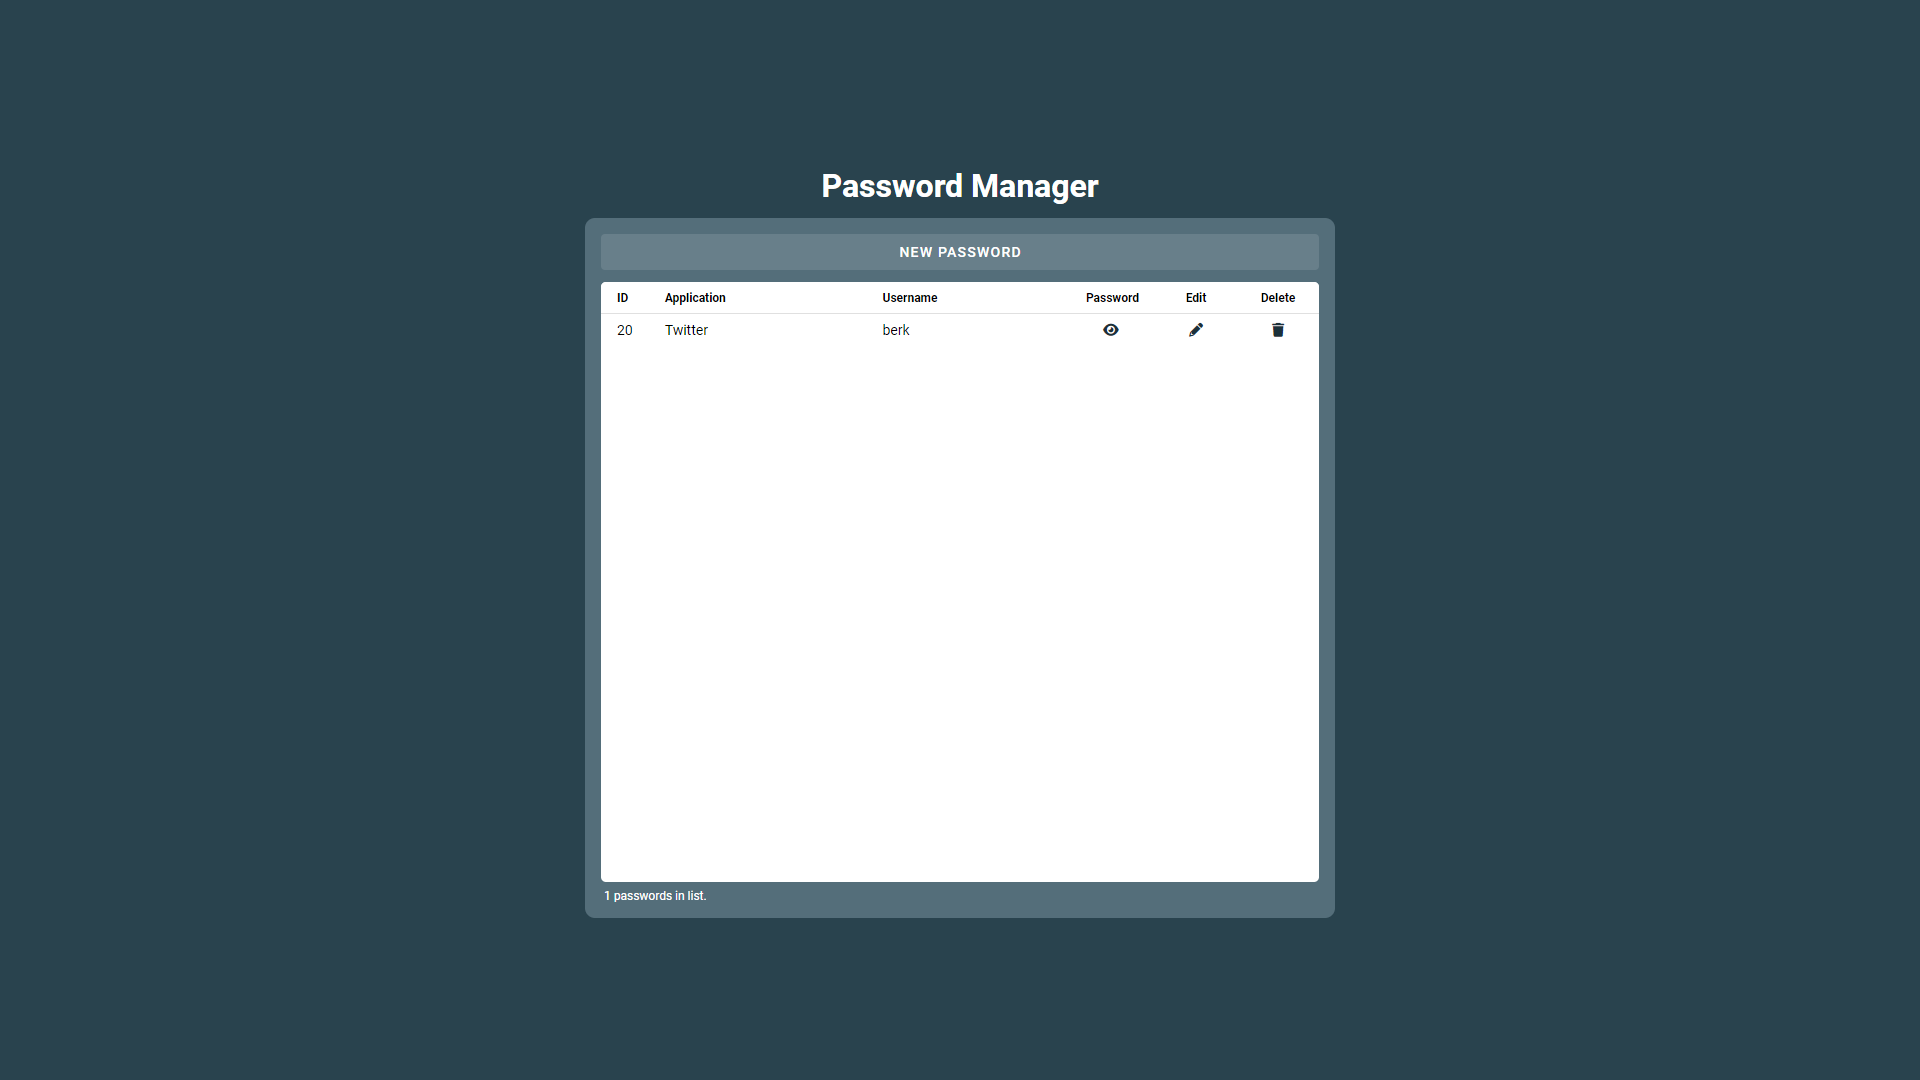 Password Manager
NEW PASSWORD
ID Application Username Password Edit Delete
20 Twitter berk
1 passwords in list.